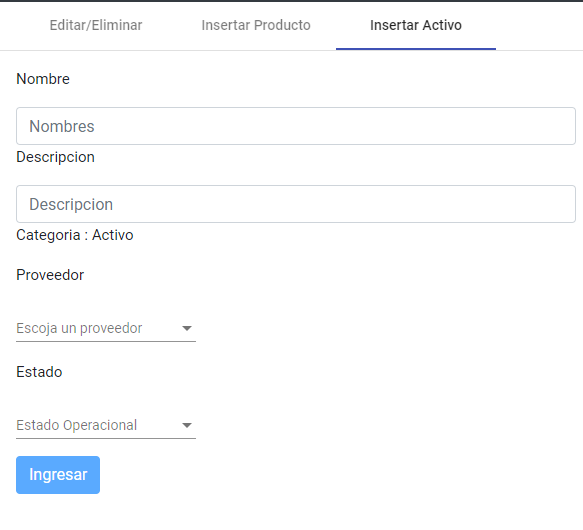 Editar/Eliminar Insertar Producto Insertar Activo
Nombre
Nombres
Descripcion
Descripcion
Categoria : Activo
Proveedor
Escoja un proveedor
Estado
Estado Operacional
Ingresar